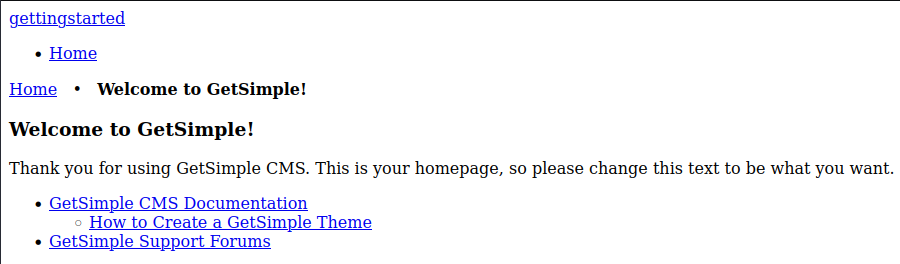 gettingstarted
• Home
Home • Welcome to GetSimple!
Welcome to GetSimple!
Thank you for using GetSimple CMS. This is your homepage, so please change this text to be what you want.
• GetSimple CMS Documentation
◦ How to Create a GetSimple Theme
• GetSimple Support Forums